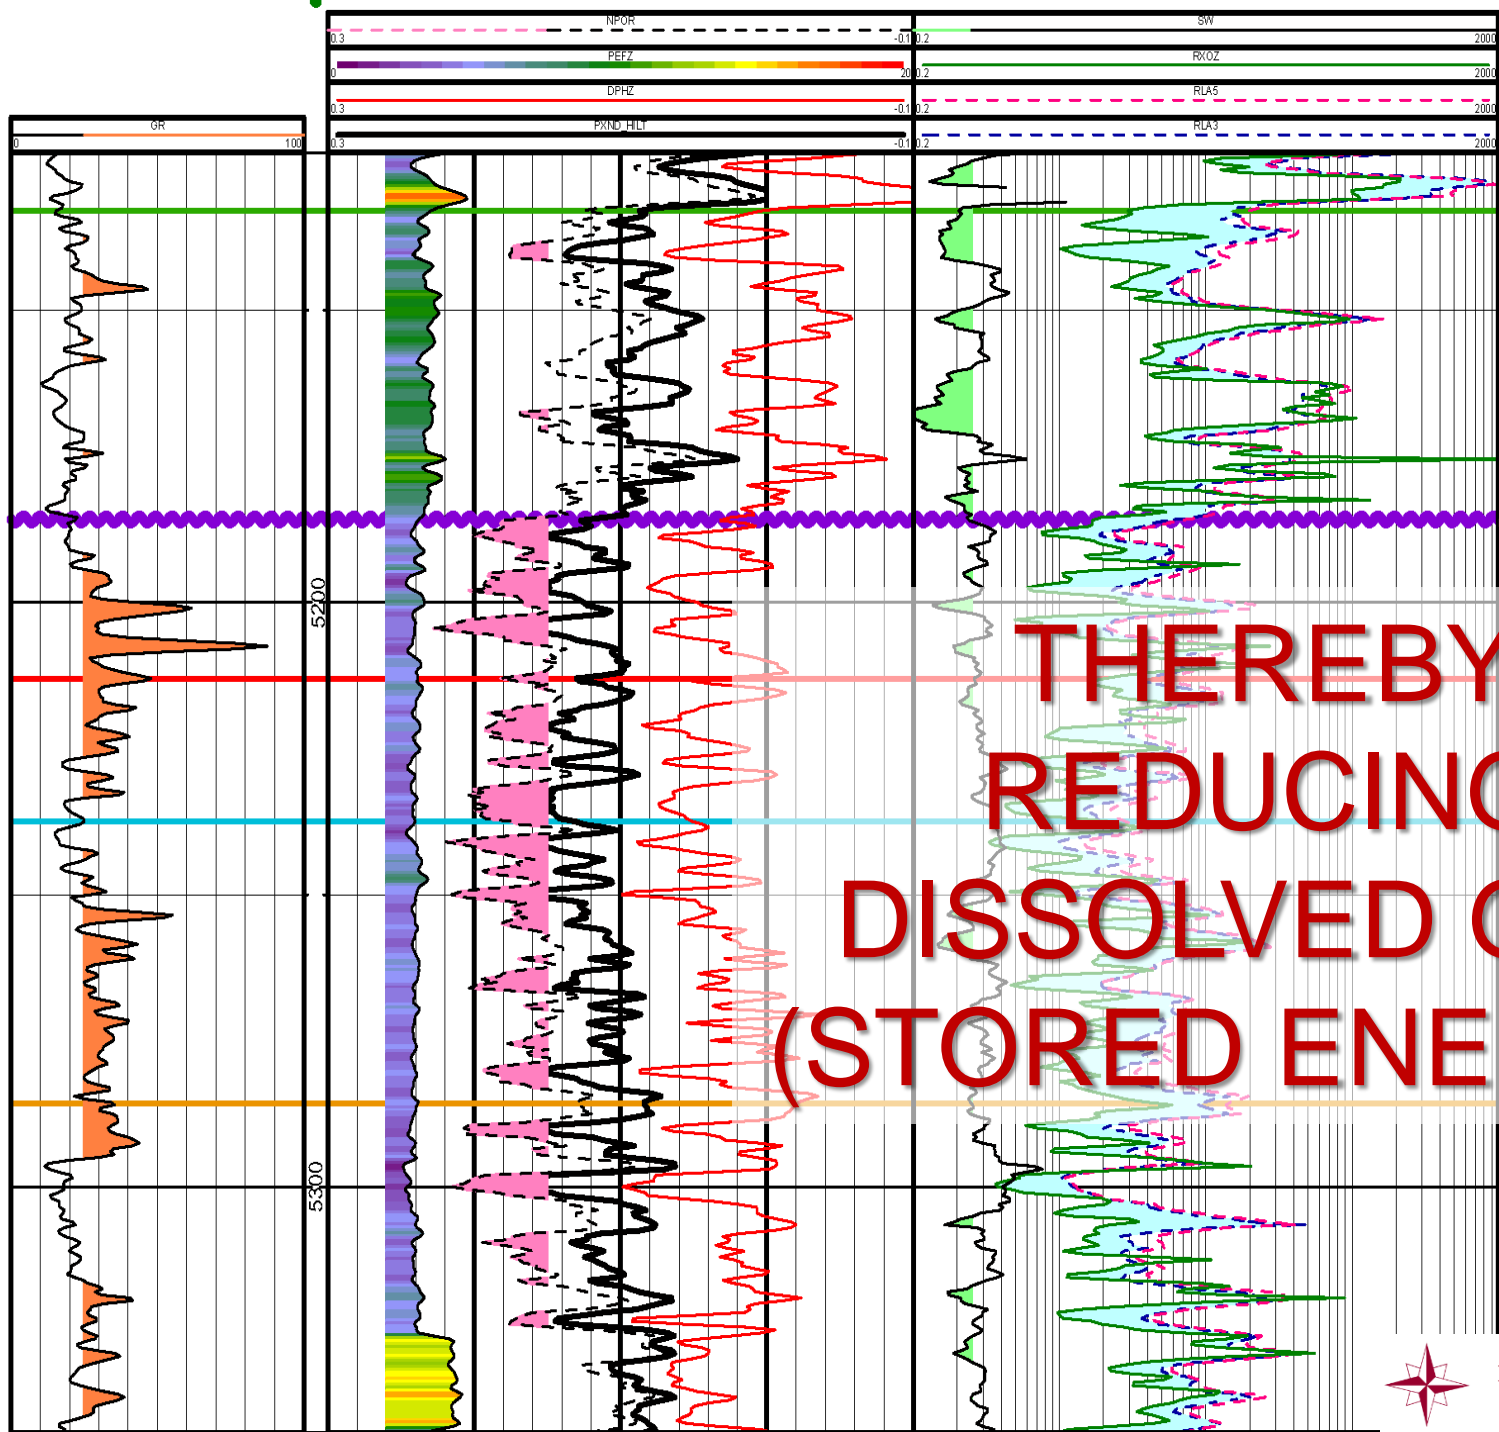 NPOR
0.3 -0.1
SW
0.2 2000
PEFZ
0 20
RXOZ
0.2 2000
DPHZ
0.3 -0.1
RLA5
0.2 2000
GR
0 100
PXND_HILT
0.3 -0.1
RLA3
0.2 2000
5200
THEREBY
REDUCING
DISSOLVED
(STORED ENE
5300